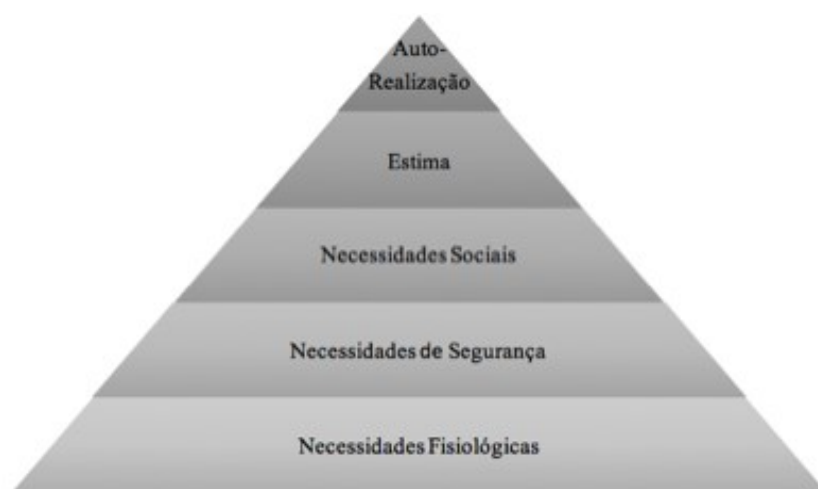 Auto-
Realização
Estima
Necessidades Sociais
Necessidades de Segurança
Necessidades Fisiológicas